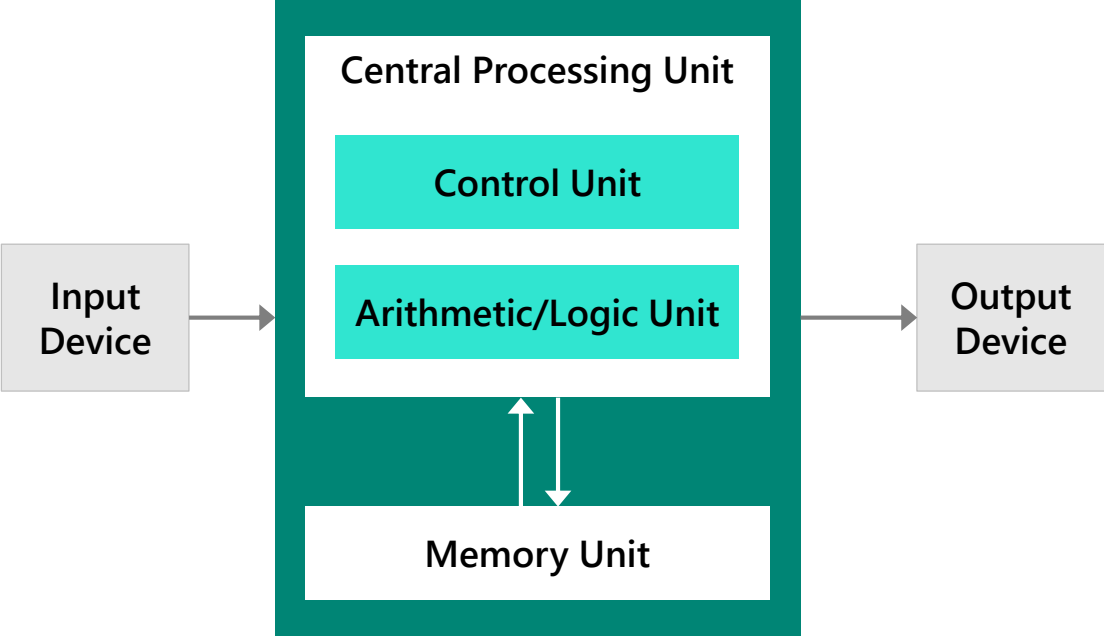 Central Processing Unit
Control Unit
Arithmetic/Logic Unit
Input
Device
Output
Device
Memory Unit